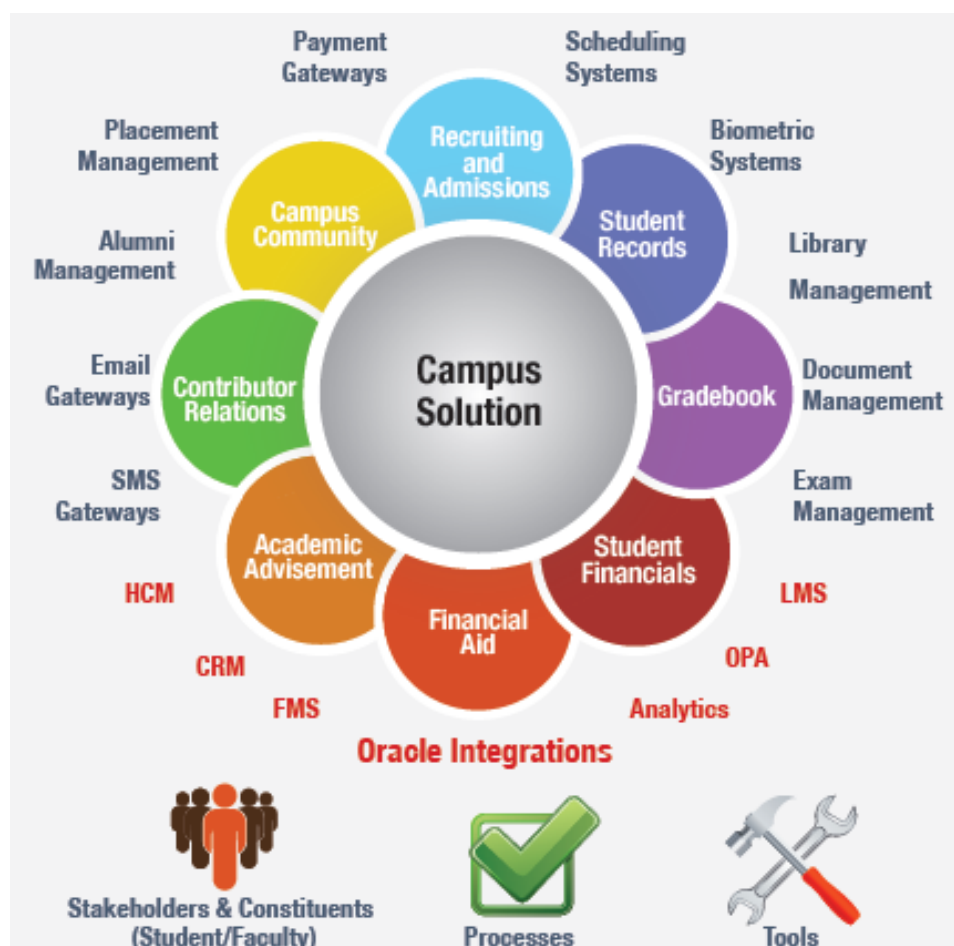 Payment
Gateways
Scheduling
Systems
Placement
Management
Recruiting
and
Admissions
Biometric
Systems
Campus
Community
Student
Records
Alumni
Management
Library
Management
Email
Gateways
Contributor
Relations
Campus
Solution
Gradebook
Document
Management
SMS
Gateways
Academic
Advisement
Student
Financials
Exam
Management
HCM
Financial
Aid
LMS
CRM
OPA
FMS
Analytics
Oracle Integrations
Stakeholders & Constituents
(Student/Faculty)
Processes
Tools